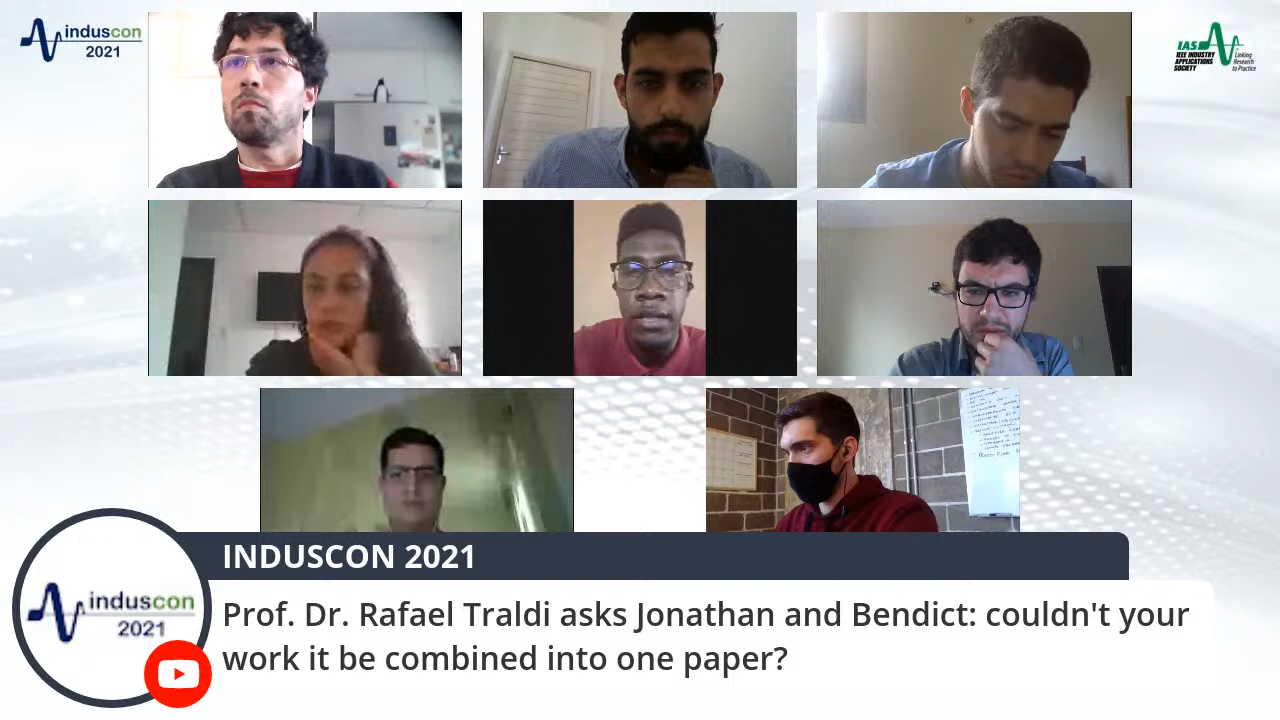 induscon
2021
IAS
IEEE INDUSTRY
APPLICATIONS
SOCIETY
Linking
Research
to Practice
INDUSCON 2021
induscon
2021
Prof. Dr. Rafael Traldi asks Jonathan and Bendict: couldn't your
work it be combined into one paper?